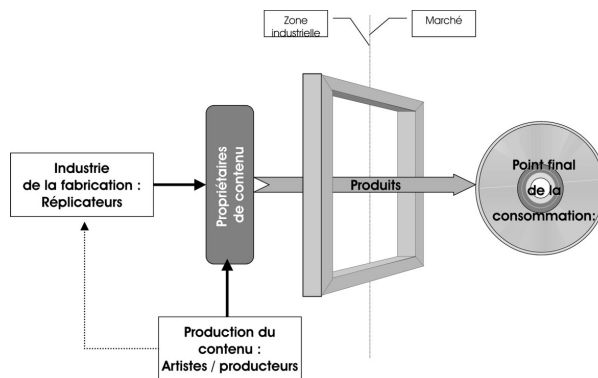 Zone
industrielle
Marché
Propriétaires
de contenu
Industrie
de la fabrication :
Réplicateurs
Produits
Point final
de la
consommation:
Production du
contenu :
Artistes / producteurs